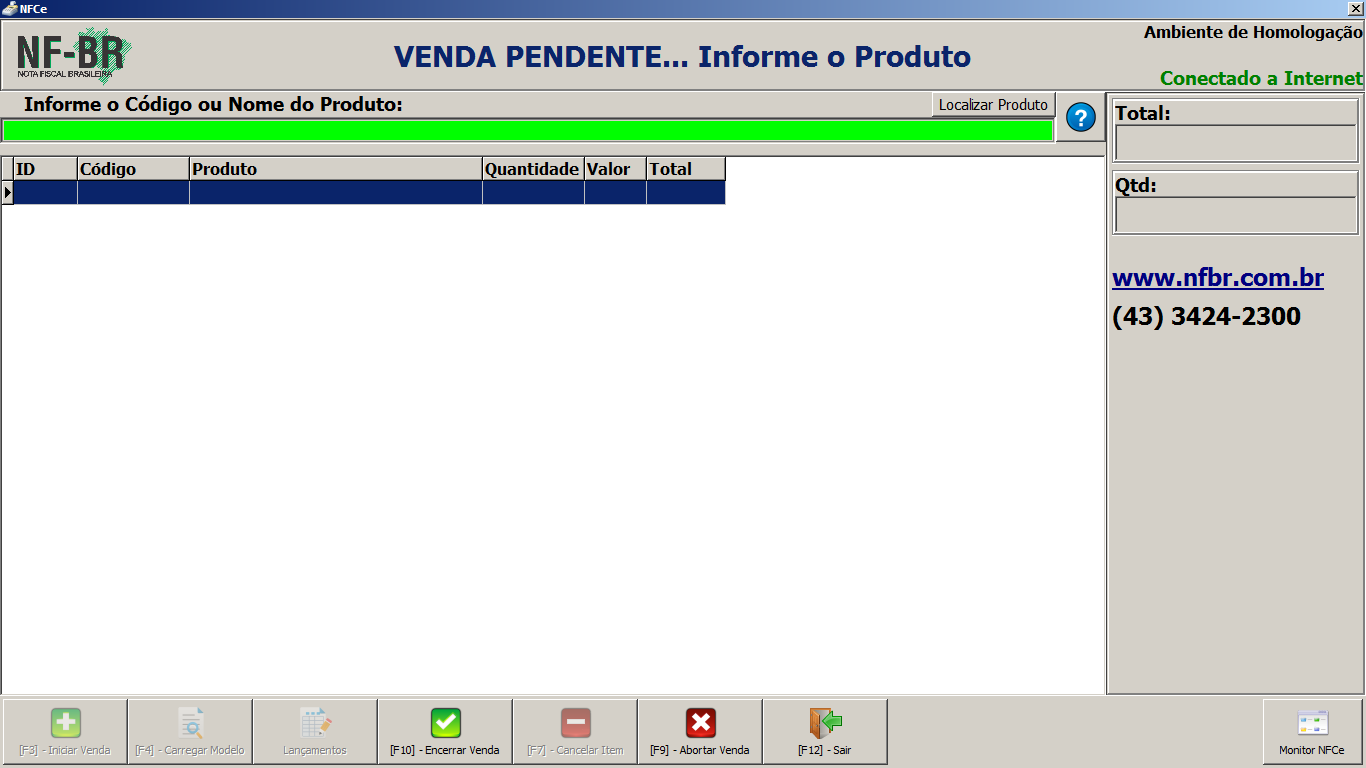 NFCe
NF-BR
NOTA FISCAL BRASILEIRA
VENDA PENDENTE... Informe o Produto
Ambiente de Homologação
Conectado a Internet
Informe o Código ou Nome do Produto:
Localizar Produto
?
Total:
Qtd:
ID Código Produto Quantidade Valor Total
www.nfbr.com.br
(43) 3424-2300
[F3] - Iniciar Venda
[F4] - Carregar Modelo
Lançamentos
[F10] - Encerrar Venda
[F7] - Cancelar Item
[F9] - Abortar Venda
[F12] - Sair
Monitor NFCe